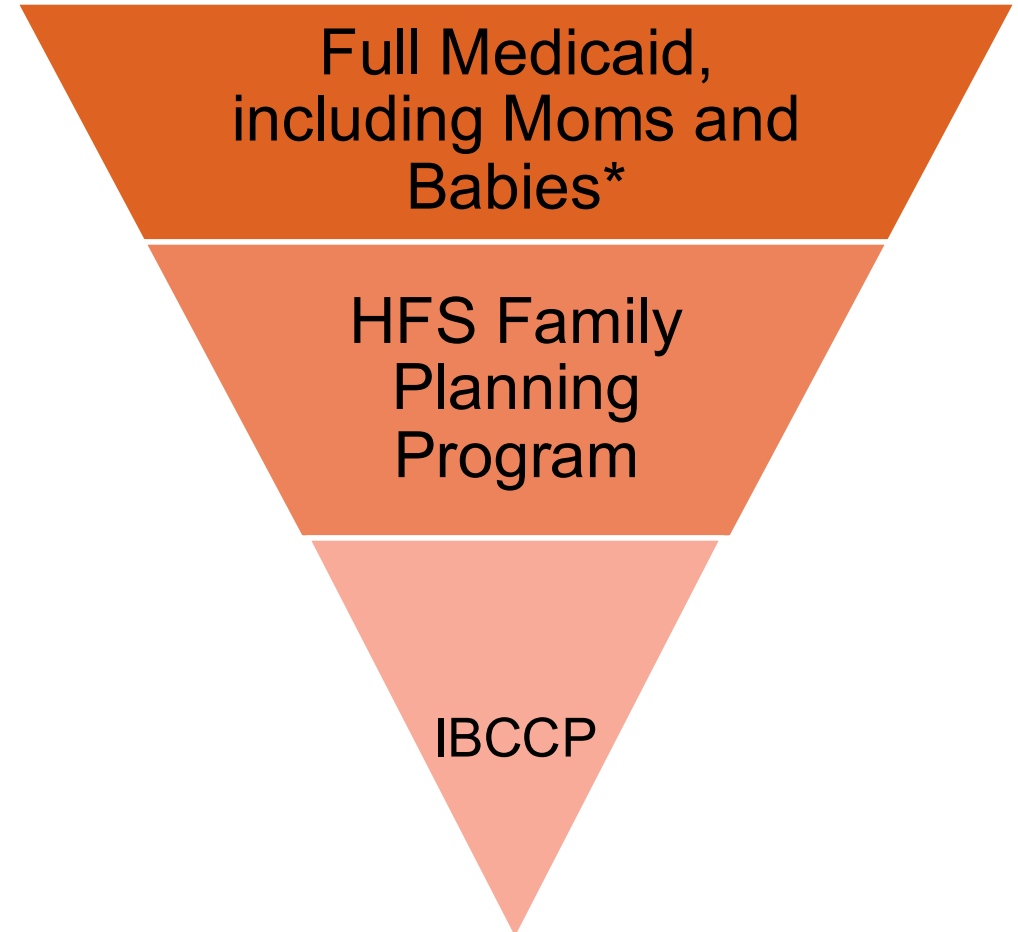 Full Medicaid,
including Moms and
Babies*
HFS Family
Planning
Program
IBCCP